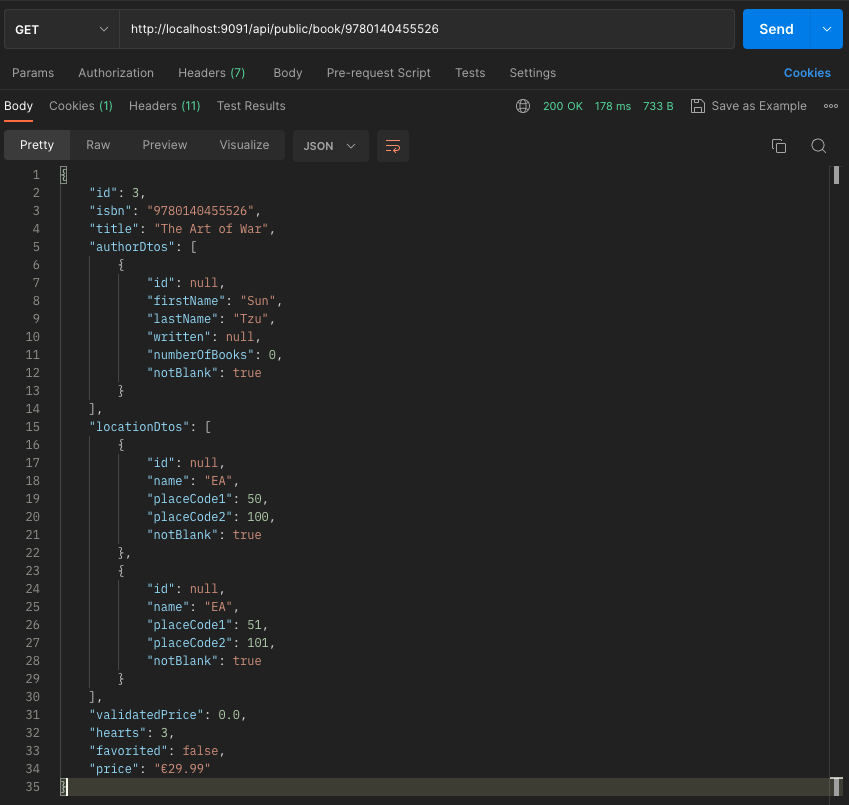 GET http://localhost:9091/api/public/book/9780140455526 Send
Params Authorization Headers (7) Body Pre-request Script Tests Settings Cookies
Body Cookies (1) Headers (11) Test Results 200 OK 178 ms 733 B Save as Example
Pretty Raw Preview Visualize JSON
1 {
2 "id": 3,
3 "isbn": "9780140455526",
4 "title": "The Art of War",
5 "authorDtos": [
6 {
7 "id": null,
8 "firstName": "Sun",
9 "lastName": "Tzu",
10 "written": null,
11 "numberOfBooks": 0,
12 "notBlank": true
13 }
14 ],
15 "locationDtos": [
16 {
17 "id": null,
18 "name": "EA",
19 "placeCode1": 50,
20 "placeCode2": 100,
21 "notBlank": true
22 },
23 {
24 "id": null,
25 "name": "EA",
26 "placeCode1": 51,
27 "placeCode2": 101,
28 "notBlank": true
29 }
30 ],
31 "validatedPrice": 0.0,
32 "hearts": 3,
33 "favorited": false,
34 "price": "€29.99"
35 }